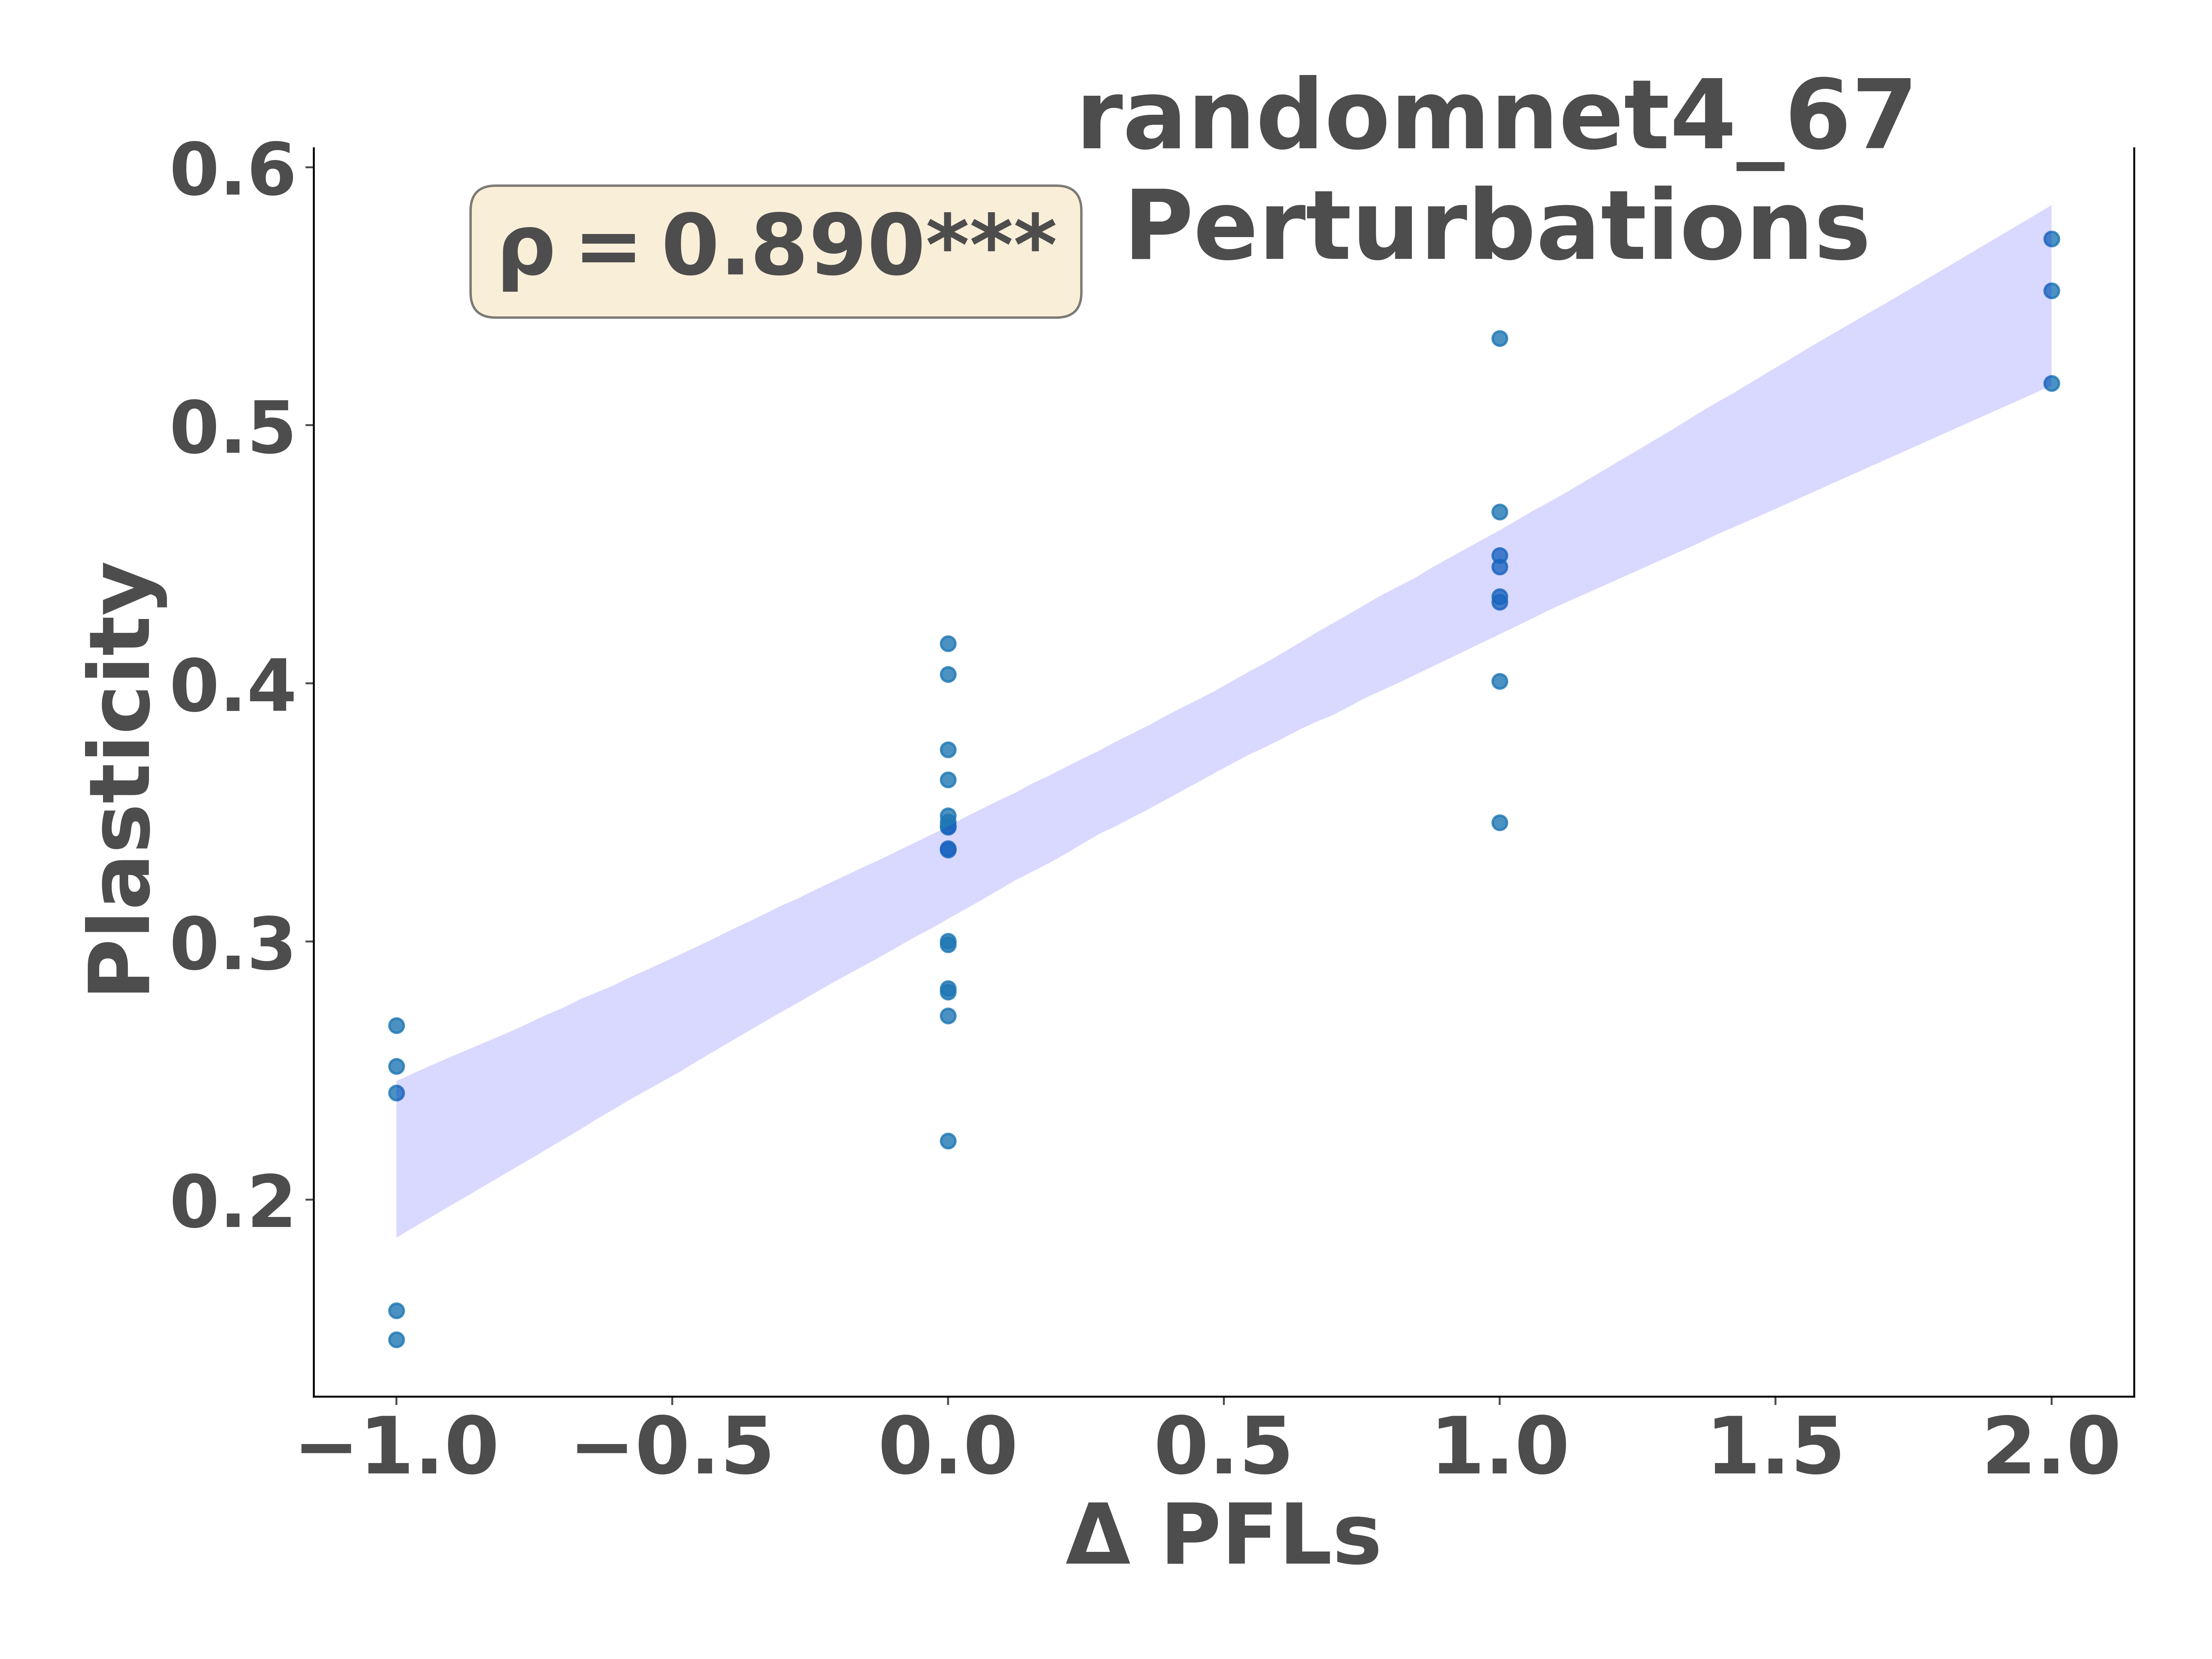 randomnet4_67
Perturbations
ρ = 0.890***
Plasticity
0.6
0.5
0.4
0.3
0.2
−1.0 −0.5 0.0 0.5 1.0 1.5 2.0
Δ PFLs